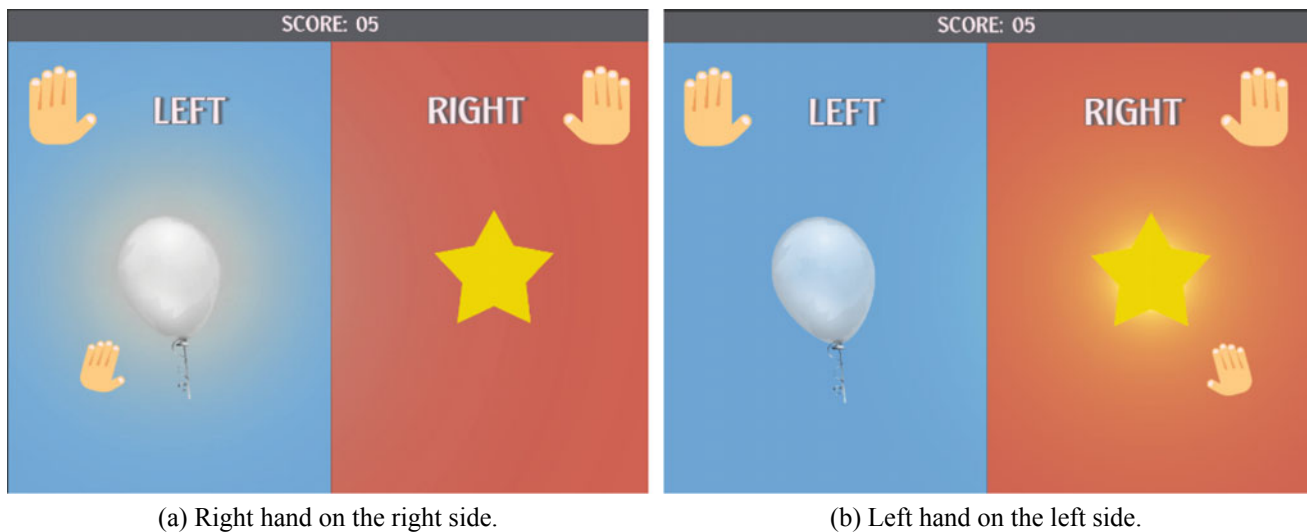 SCORE: 05
LEFT
RIGHT
SCORE: 05
LEFT
RIGHT
(a) Right hand on the right side.
(b) Left hand on the left side.